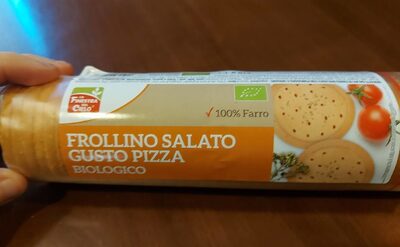 LA
FINESTRA
SUL
CIELO
✓ 100% Farro
FROLLINO SALATO
GUSTO PIZZA
BIOLOGICO